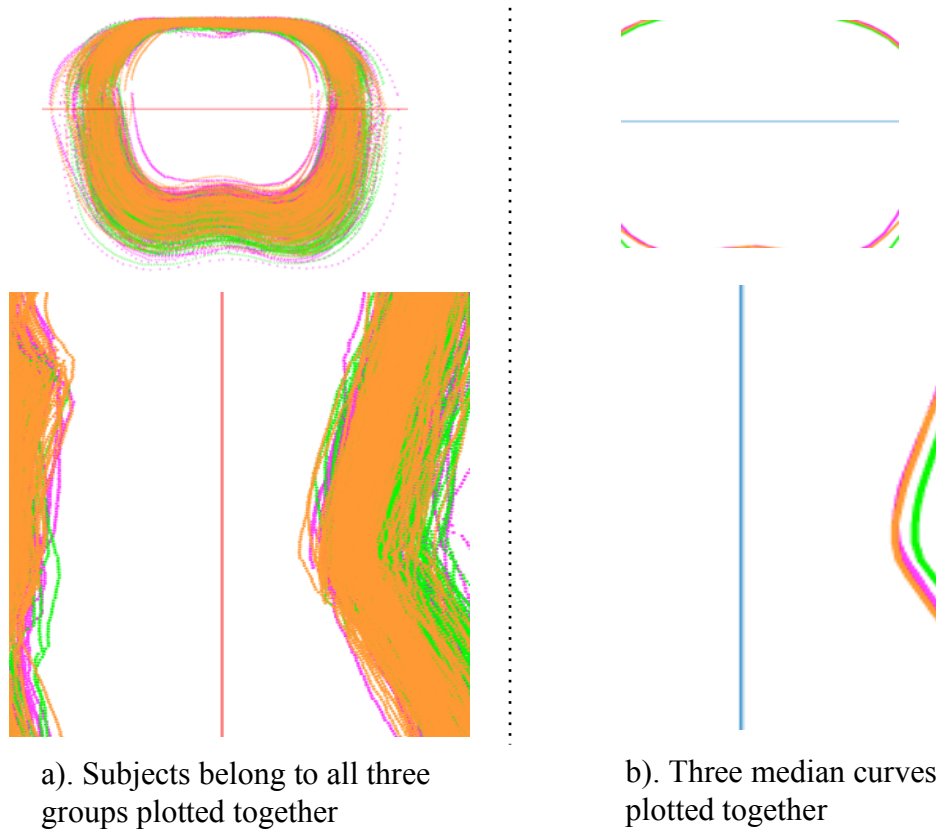 a). Subjects belong to all three
groups plotted together
b). Three median curves
plotted together